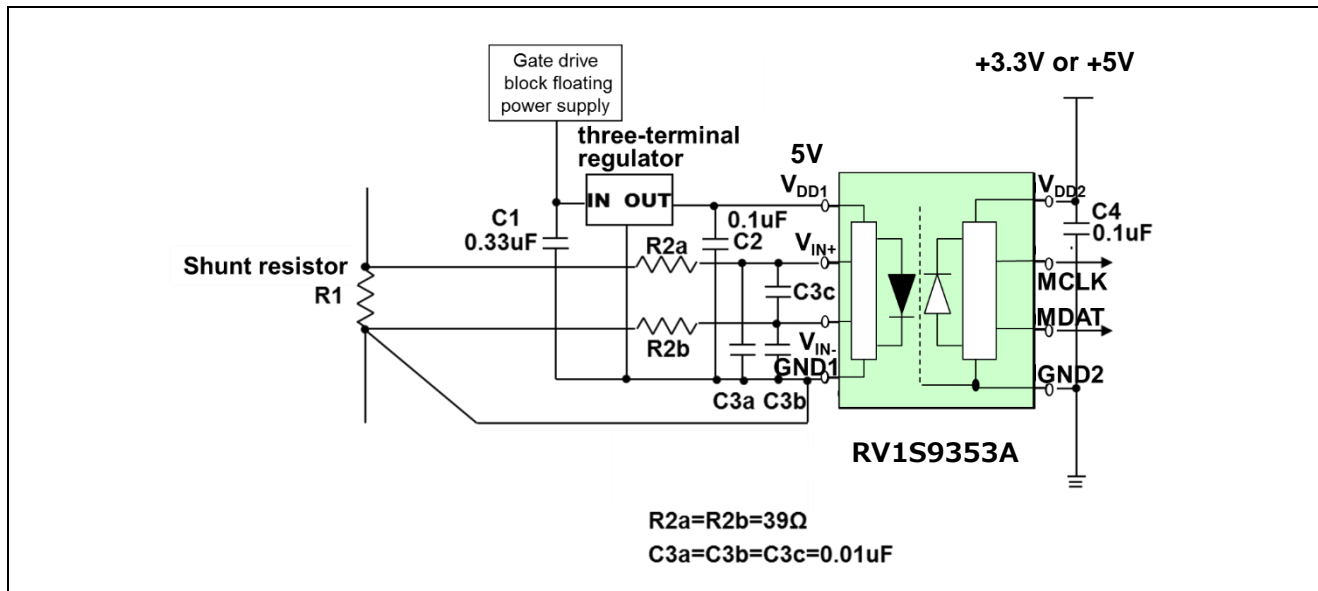 Gate drive
block floating
power supply
+3.3V or +5V
three-terminal
regulator
5V
IN OUT
VDD1
VDD2
C1
0.33uF
0.1uF
C2
C4
0.1uF
R2a
VIN+
Shunt resistor
R1
C3c
MCLK
MDAT
R2b
VIN-
GND1
GND2
C3a C3b
RV1S9353A
R2a=R2b=39Ω
C3a=C3b=C3c=0.01uF